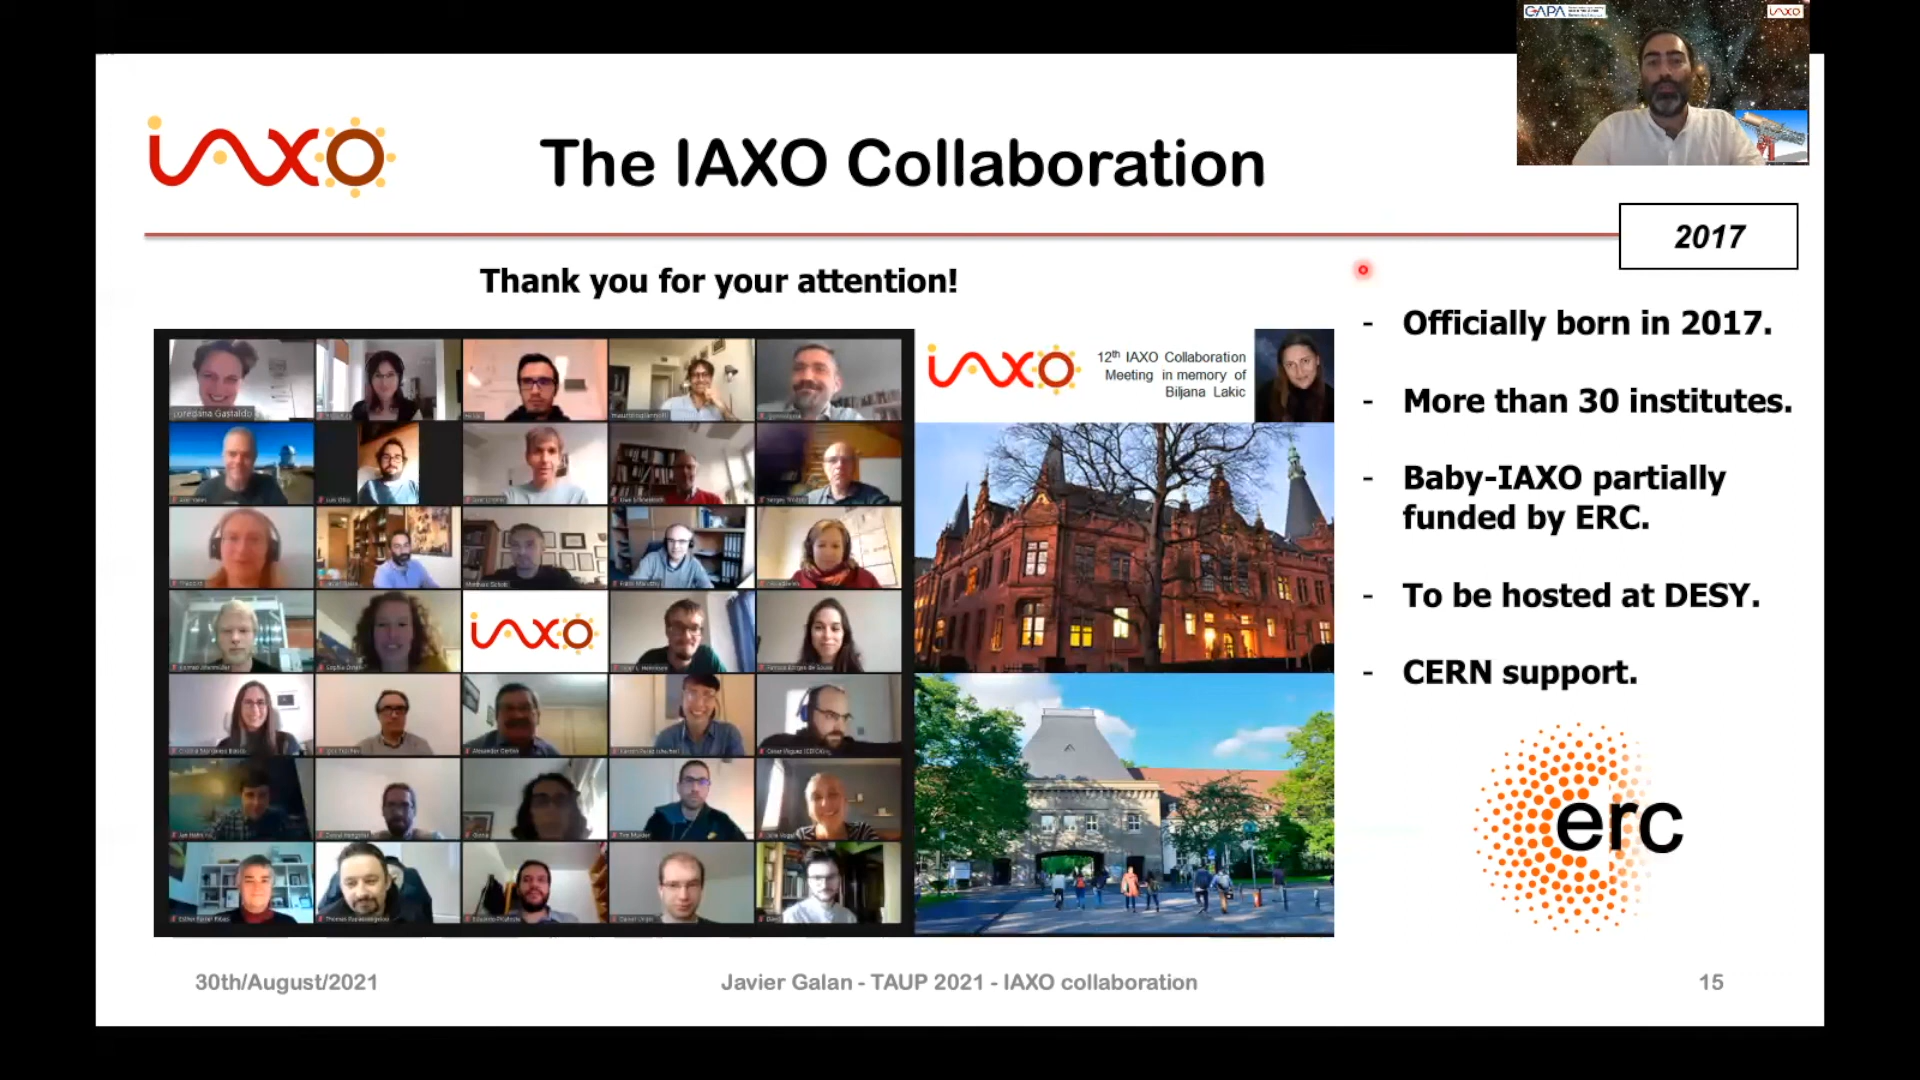 CAPA
IAXO
iAXO
The IAXO Collaboration
2017
Thank you for your attention!
iAXO
12th IAXO Collaboration
Meeting in memory of
Biljana Lakic
Loredana Gastaldo
iAXO
- Officially born in 2017.
- More than 30 institutes.
- Baby-IAXO partially
funded by ERC.
- To be hosted at DESY.
- CERN support.
erc
30th/August/2021
Javier Galan - TAUP 2021 - IAXO collaboration
15